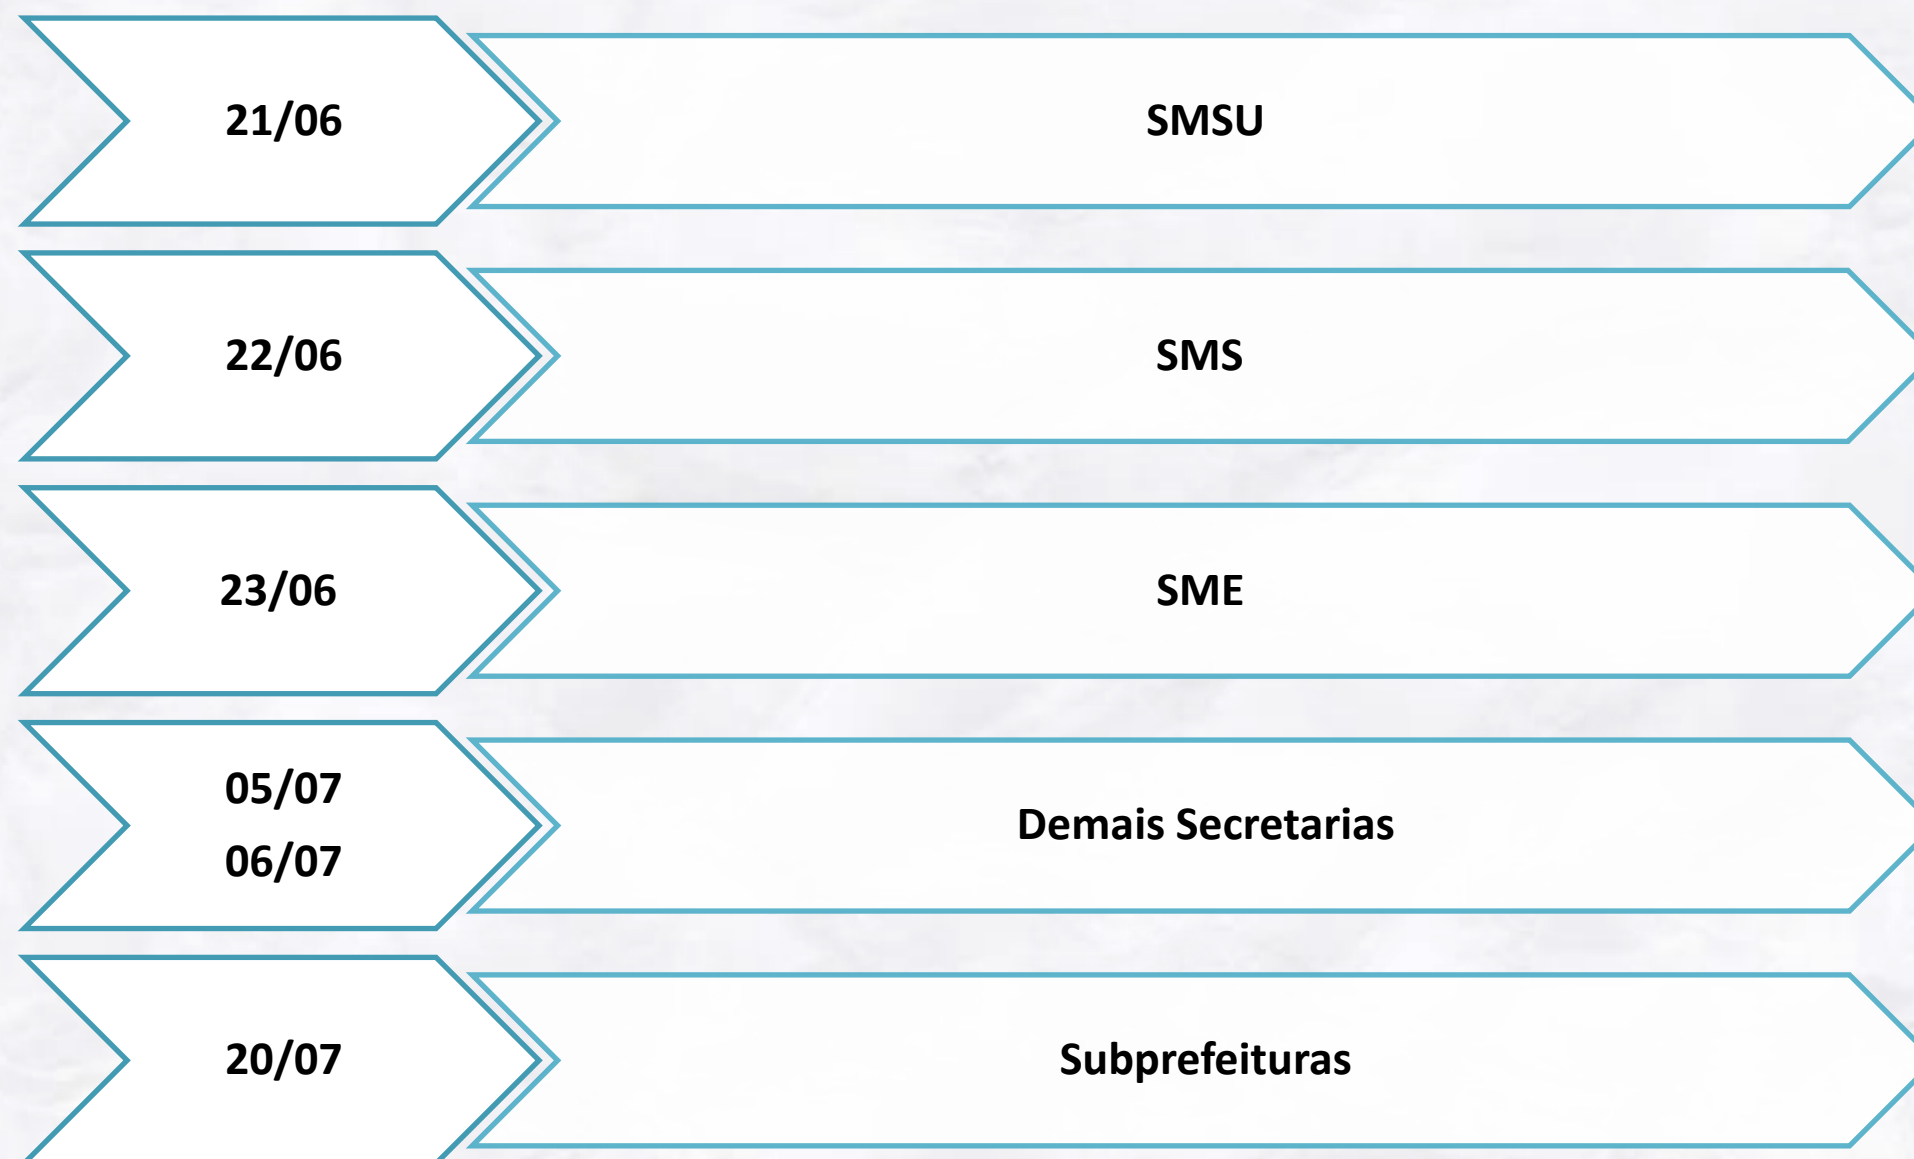 21/06
SMSU
22/06
SMS
23/06
SME
05/07
06/07
Demais Secretarias
20/07
Subprefeituras